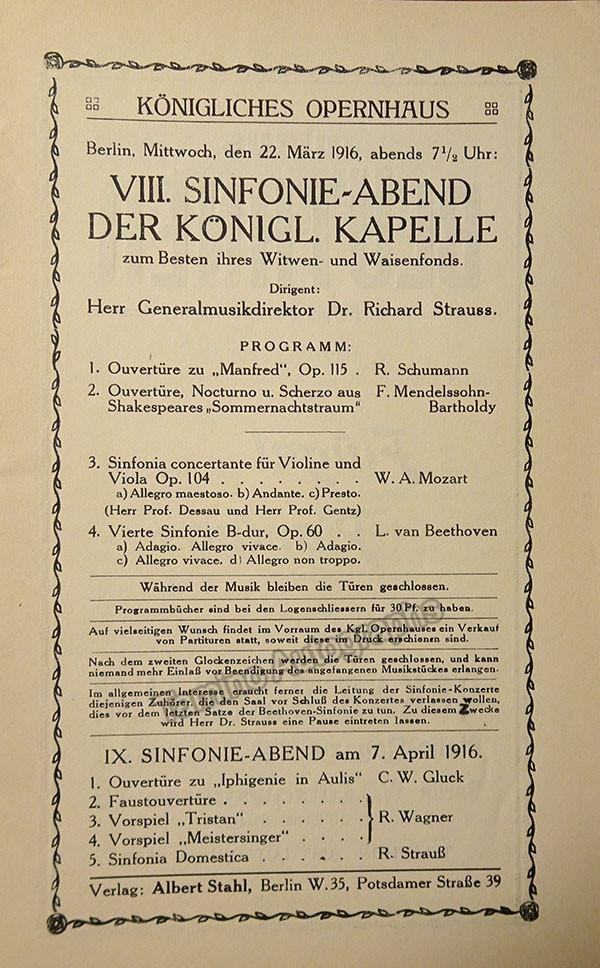 KÖNIGLICHES OPERNHAUS
Berlin, Mittwoch, den 22. März 1916, abends 7 1/2 Uhr:
VIII. SINFONIE-ABEND
DER KÖNIGL. KAPELLE
zum Besten ihres Witwen- und Waisenfonds.
Dirigent:
Herr Generalmusikdirektor Dr. Richard Strauss.
PROGRAMM:
1. Ouvertüre zu „Manfred", Op. 115 . R. Schumann
2. Ouvertüre, Nocturno u. Scherzo aus F. Mendelssohn-
Shakespeares „Sommernachtstraum" Bartholdy
3. Sinfonia concertante für Violine und
Viola Op. 104 . . . . . . . . W. A. Mozart
a) Allegro maestoso. b) Andante. c) Presto.
(Herr Prof. Dessau und Herr Prof. Gentz)
4. Vierte Sinfonie B-dur, Op. 60 . . L. van Beethoven
a) Adagio. Allegro vivace. b) Adagio.
c) Allegro vivace. d) Allegro non troppo.
Während der Musik bleiben die Türen geschlossen.
Programmbücher sind bei den Logenschliessern für 30 Pf. zu haben.
Auf vielseitigen Wunsch findet im Vorraum des Kgl. Opernhauses ein Verkauf
von Partituren statt, soweit diese im Druck erschienen sind.
Nach dem zweiten Glockenzeichen werden die Türen geschlossen, und kann
niemand mehr Einlaß vor Beendigung des angefangenen Musikstückes erlangen.
Im allgemeinen Interesse ersucht ferner die Leitung der Sinfonie-Konzerte
diejenigen Zuhörer, die den Saal vor Schluß des Konzertes verlassen wollen,
dies vor dem letzten Satze der Beethoven-Sinfonie zu tun. Zu diesem Zwecke
wird Herr Dr. Strauss eine Pause eintreten lassen.
IX. SINFONIE-ABEND am 7. April 1916.
1. Ouvertüre zu „Iphigenie in Aulis" C. W. Gluck
2. Faustouvertüre . . . . . . . .
3. Vorspiel „Tristan" . . . . . . R. Wagner
4. Vorspiel „Meistersinger" . . . .
5. Sinfonia Domestica . . . . . R. Strauß
Verlag: Albert Stahl, Berlin W. 35, Potsdamer Straße 39